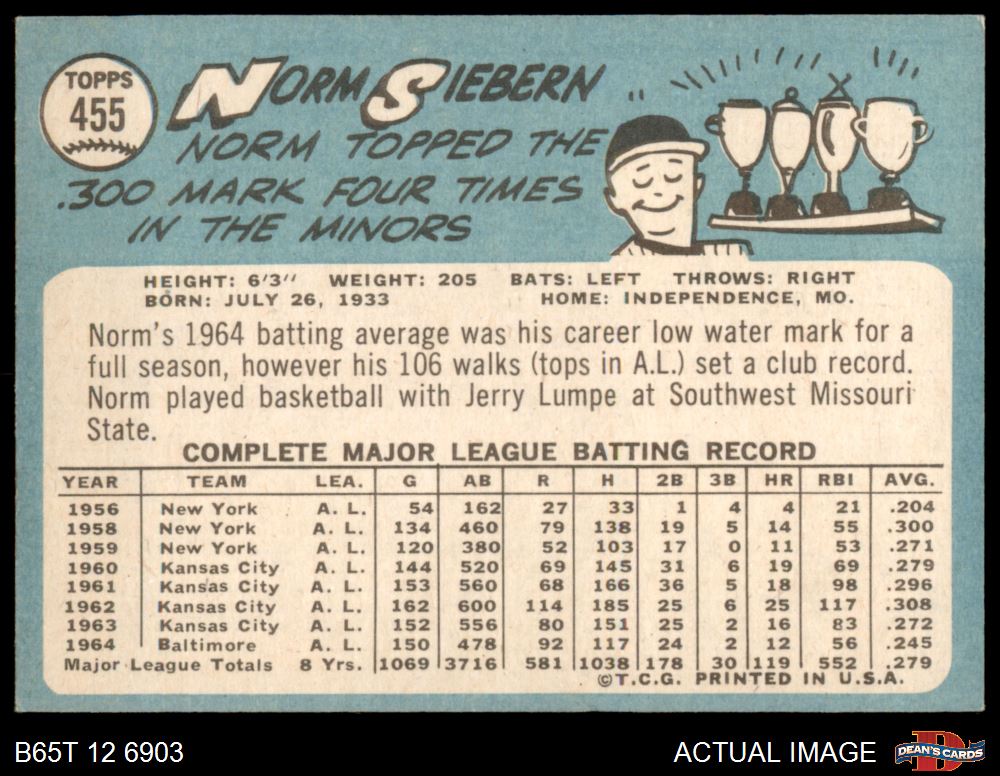 TOPPS
455
NORM SIEBERN
NORM TOPPED THE
.300 MARK FOUR TIMES
IN THE MINORS
HEIGHT: 6'3" WEIGHT: 205 BATS: LEFT THROWS: RIGHT
BORN: JULY 26, 1933 HOME: INDEPENDENCE, MO.
Norm's 1964 batting average was his career low water mark for a
full season, however his 106 walks (tops in A.L.) set a club record.
Norm played basketball with Jerry Lumpe at Southwest Missouri
State.
COMPLETE MAJOR LEAGUE BATTING RECORD
YEAR TEAM LEA. G AB R H 2B 3B HR RBI AVG.
1956 New York A. L. 54 162 27 33 1 4 4 21 .204
1958 New York A. L. 134 460 79 138 19 5 14 55 .300
1959 New York A. L. 120 380 52 103 17 0 11 53 .271
1960 Kansas City A. L. 144 520 69 145 31 6 19 69 .279
1961 Kansas City A. L. 153 560 68 166 36 5 18 98 .296
1962 Kansas City A. L. 162 600 114 185 25 6 25 117 .308
1963 Kansas City A. L. 152 556 80 151 25 2 16 83 .272
1964 Baltimore A. L. 150 478 92 117 24 2 12 56 .245
Major League Totals 8 Yrs. 1069 3716 581 1038 178 30 119 552 .279
©T.C.G. PRINTED IN U.S.A.
B65T 12 6903 ACTUAL IMAGE DEAN'S CARDS